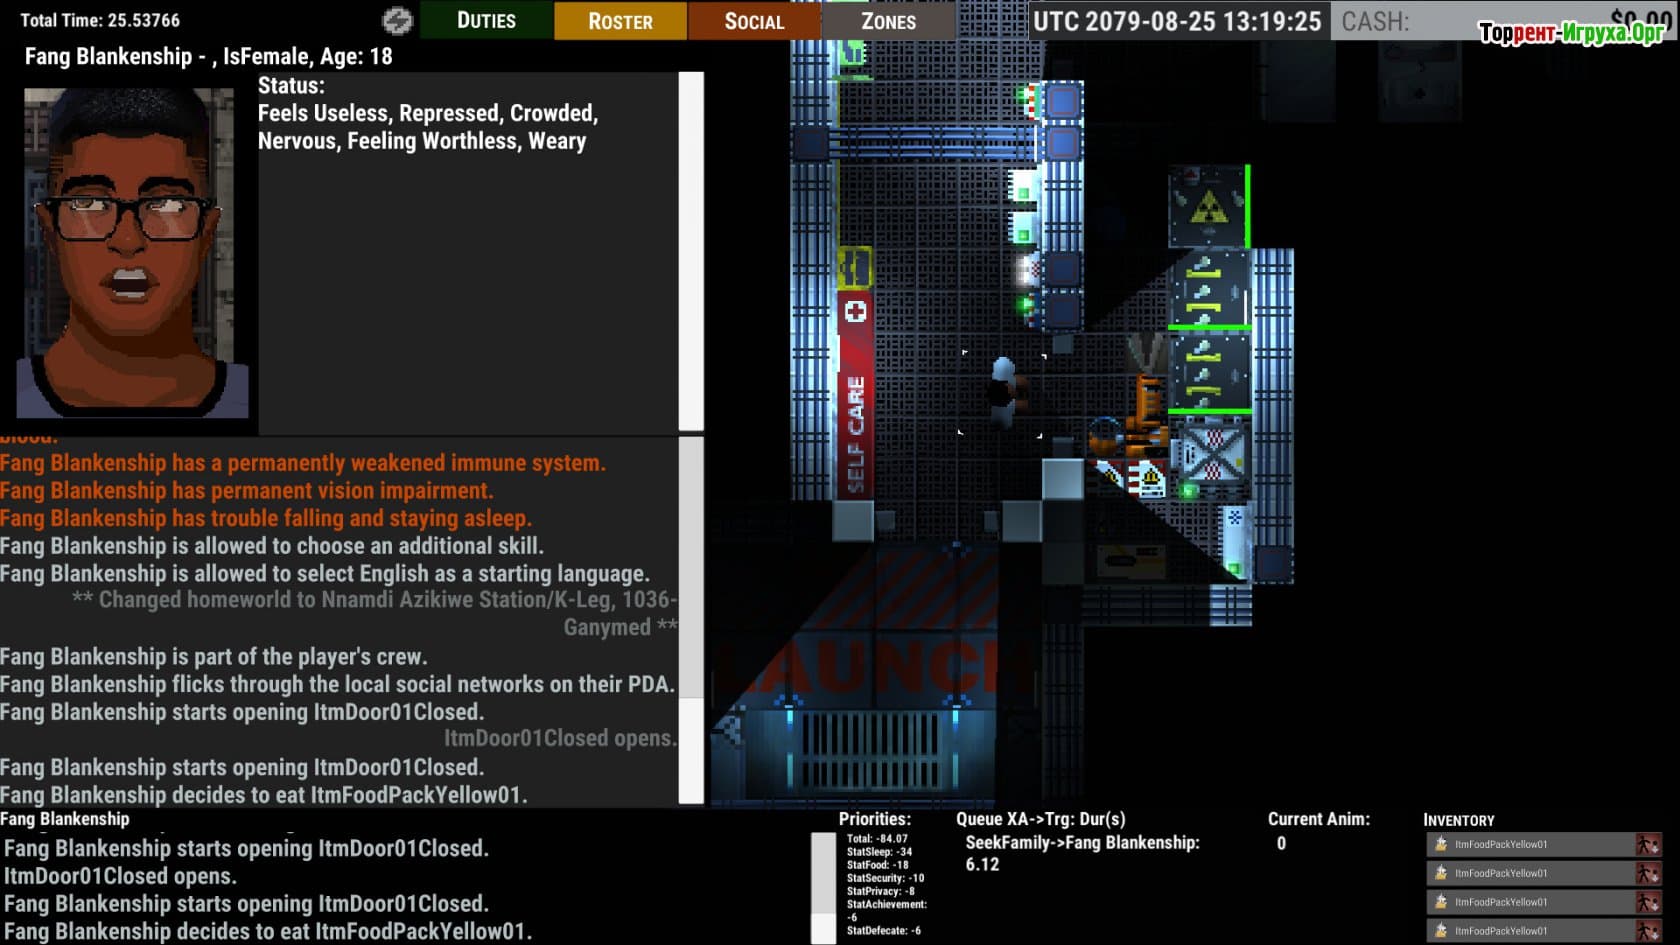 Total Time: 25.53766
DUTIES
ROSTER
SOCIAL
ZONES
UTC 2079-08-25 13:19:25
CASH:
$0.00
Торрент-Игруха.Орг
Fang Blankenship - , IsFemale, Age: 18
Status:
Feels Useless, Repressed, Crowded,
Nervous, Feeling Worthless, Weary
SELF CARE
LAUNCH
blood.
Fang Blankenship has a permanently weakened immune system.
Fang Blankenship has permanent vision impairment.
Fang Blankenship has trouble falling and staying asleep.
Fang Blankenship is allowed to choose an additional skill.
Fang Blankenship is allowed to select English as a starting language.
** Changed homeworld to Nnamdi Azikiwe Station/K-Leg, 1036-
Ganymed **
Fang Blankenship is part of the player's crew.
Fang Blankenship flicks through the local social networks on their PDA.
Fang Blankenship starts opening ItmDoor01Closed.
ItmDoor01Closed opens.
Fang Blankenship starts opening ItmDoor01Closed.
Fang Blankenship decides to eat ItmFoodPackYellow01.
Fang Blankenship
Fang Blankenship starts opening ItmDoor01Closed.
ItmDoor01Closed opens.
Fang Blankenship starts opening ItmDoor01Closed.
Fang Blankenship decides to eat ItmFoodPackYellow01.
Priorities:
Total: -84.07
StatSleep: -34
StatFood: -18
StatSecurity: -10
StatPrivacy: -8
StatAchievement:
-6
StatDefecate: -6
Queue XA->Trg: Dur(s)
SeekFamily->Fang Blankenship:
6.12
Current Anim:
0
INVENTORY
ItmFoodPackYellow01
ItmFoodPackYellow01
ItmFoodPackYellow01
ItmFoodPackYellow01